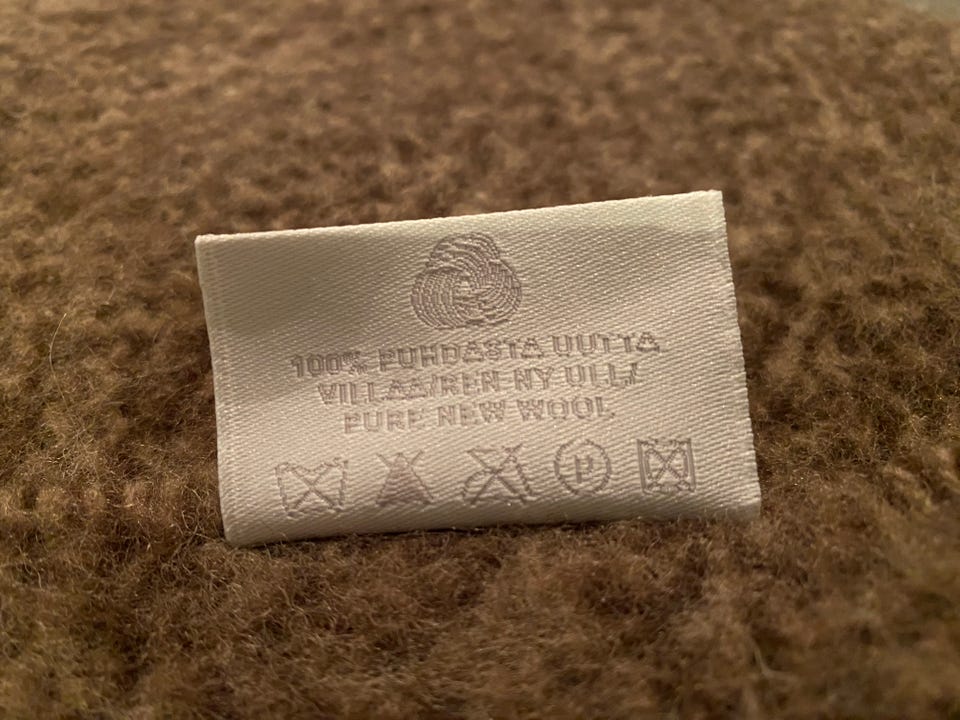 100% PUHDASTA UUTTA
VILLAA/REN NY ULL/
PURE NEW WOOL
P